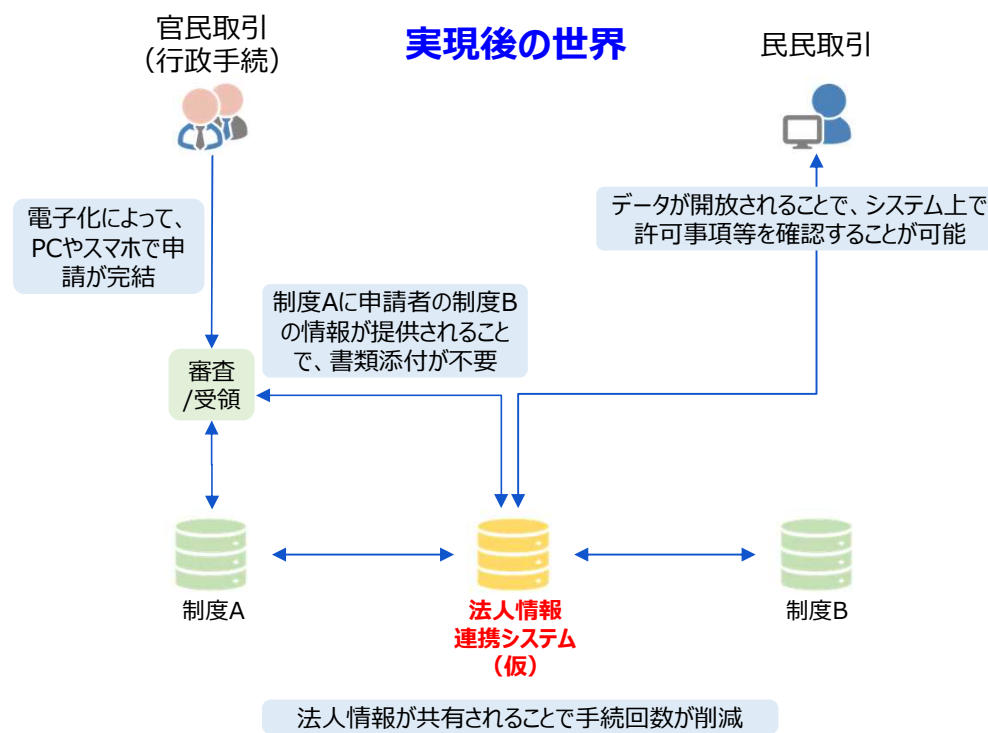 官民取引
（行政手続）
実現後の世界
民民取引
電子化によって、
PCやスマホで申
請が完結
データが開放されることで、システム上で
許可事項等を確認することが可能
制度Aに申請者の制度B
の情報が提供されること
で、書類添付が不要
審査
/受領
制度A
法人情報
連携システム
（仮）
制度B
法人情報が共有されることで手続回数が削減